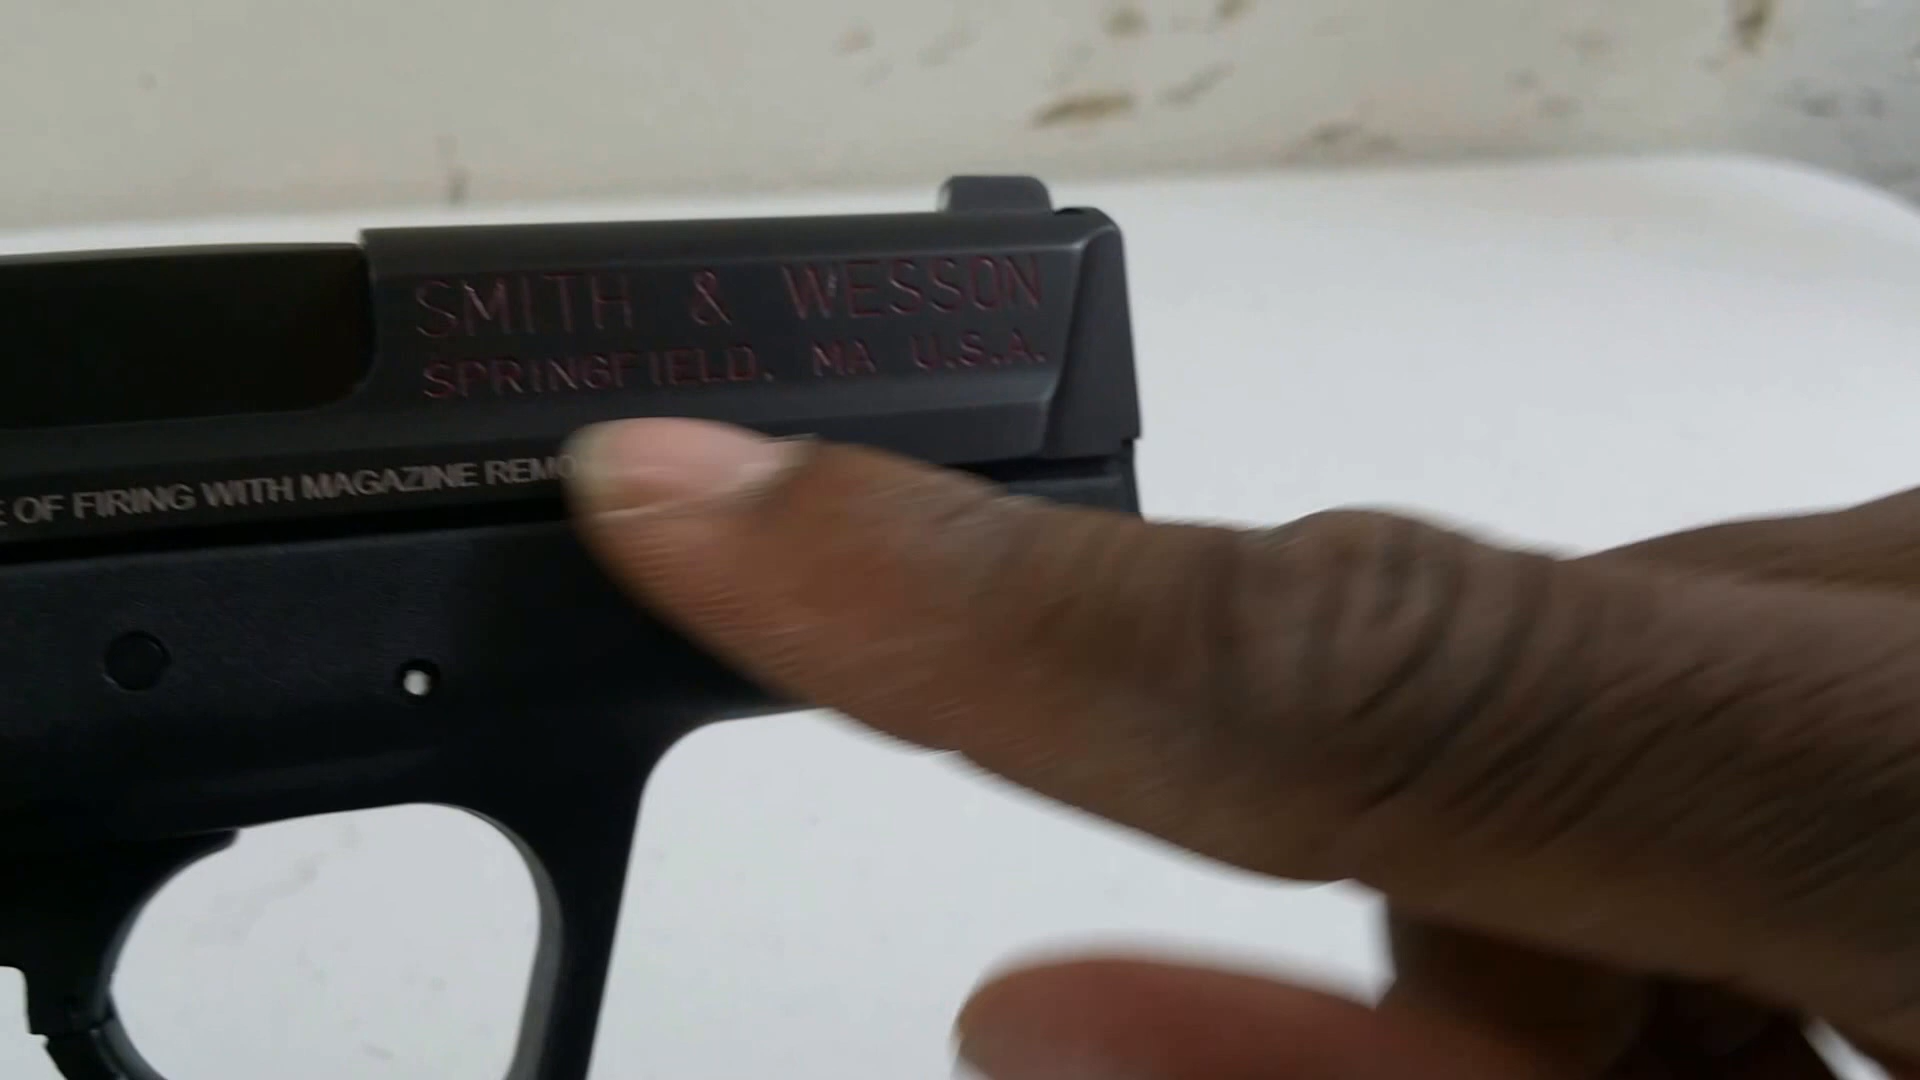 SMITH & WESSON
SPRINGFIELD, MA U.S.A.
OF FIRING WITH MAGAZINE